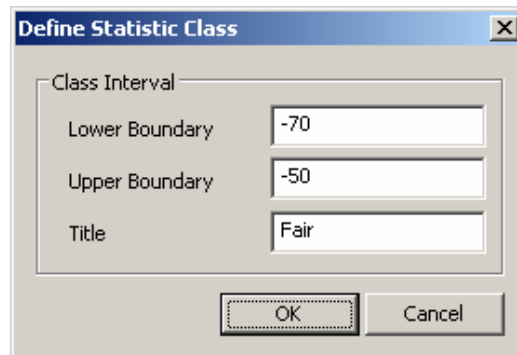 Define Statistic Class
Class Interval
Lower Boundary -70
Upper Boundary -50
Title Fair
OK Cancel